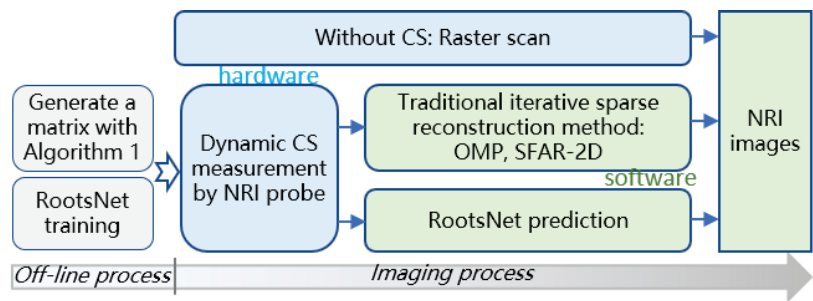 Without CS: Raster scan
hardware
Generate a
matrix with
Algorithm 1
RootsNet
training
Dynamic CS
measurement
by NRI probe
Traditional iterative sparse
reconstruction method:
OMP, SFAR-2D
software
RootsNet prediction
NRI
images
Off-line process
Imaging process